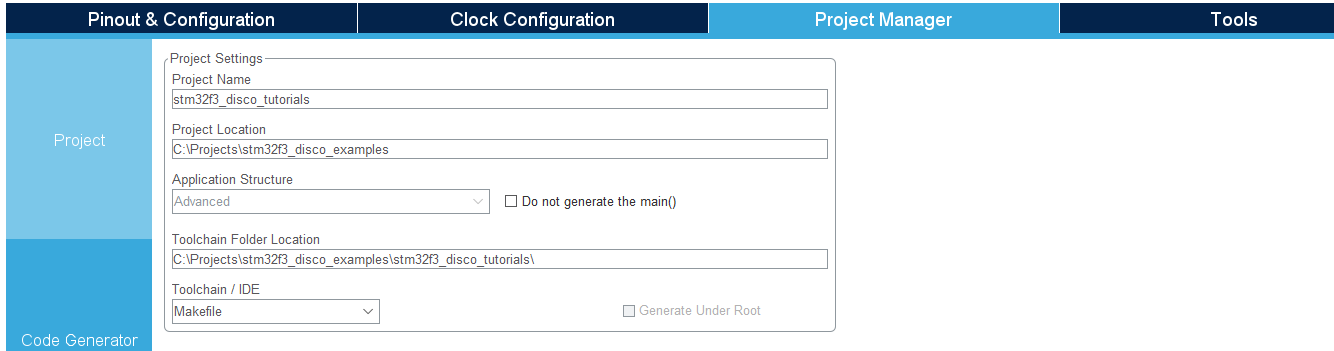 Pinout & Configuration
Clock Configuration
Project Manager
Tools
Project
Code Generator
Project Settings
Project Name
stm32f3_disco_tutorials
Project Location
C:\Projects\stm32f3_disco_examples
Application Structure
Advanced
Do not generate the main()
Toolchain Folder Location
C:\Projects\stm32f3_disco_examples\stm32f3_disco_tutorials\
Toolchain / IDE
Makefile
Generate Under Root